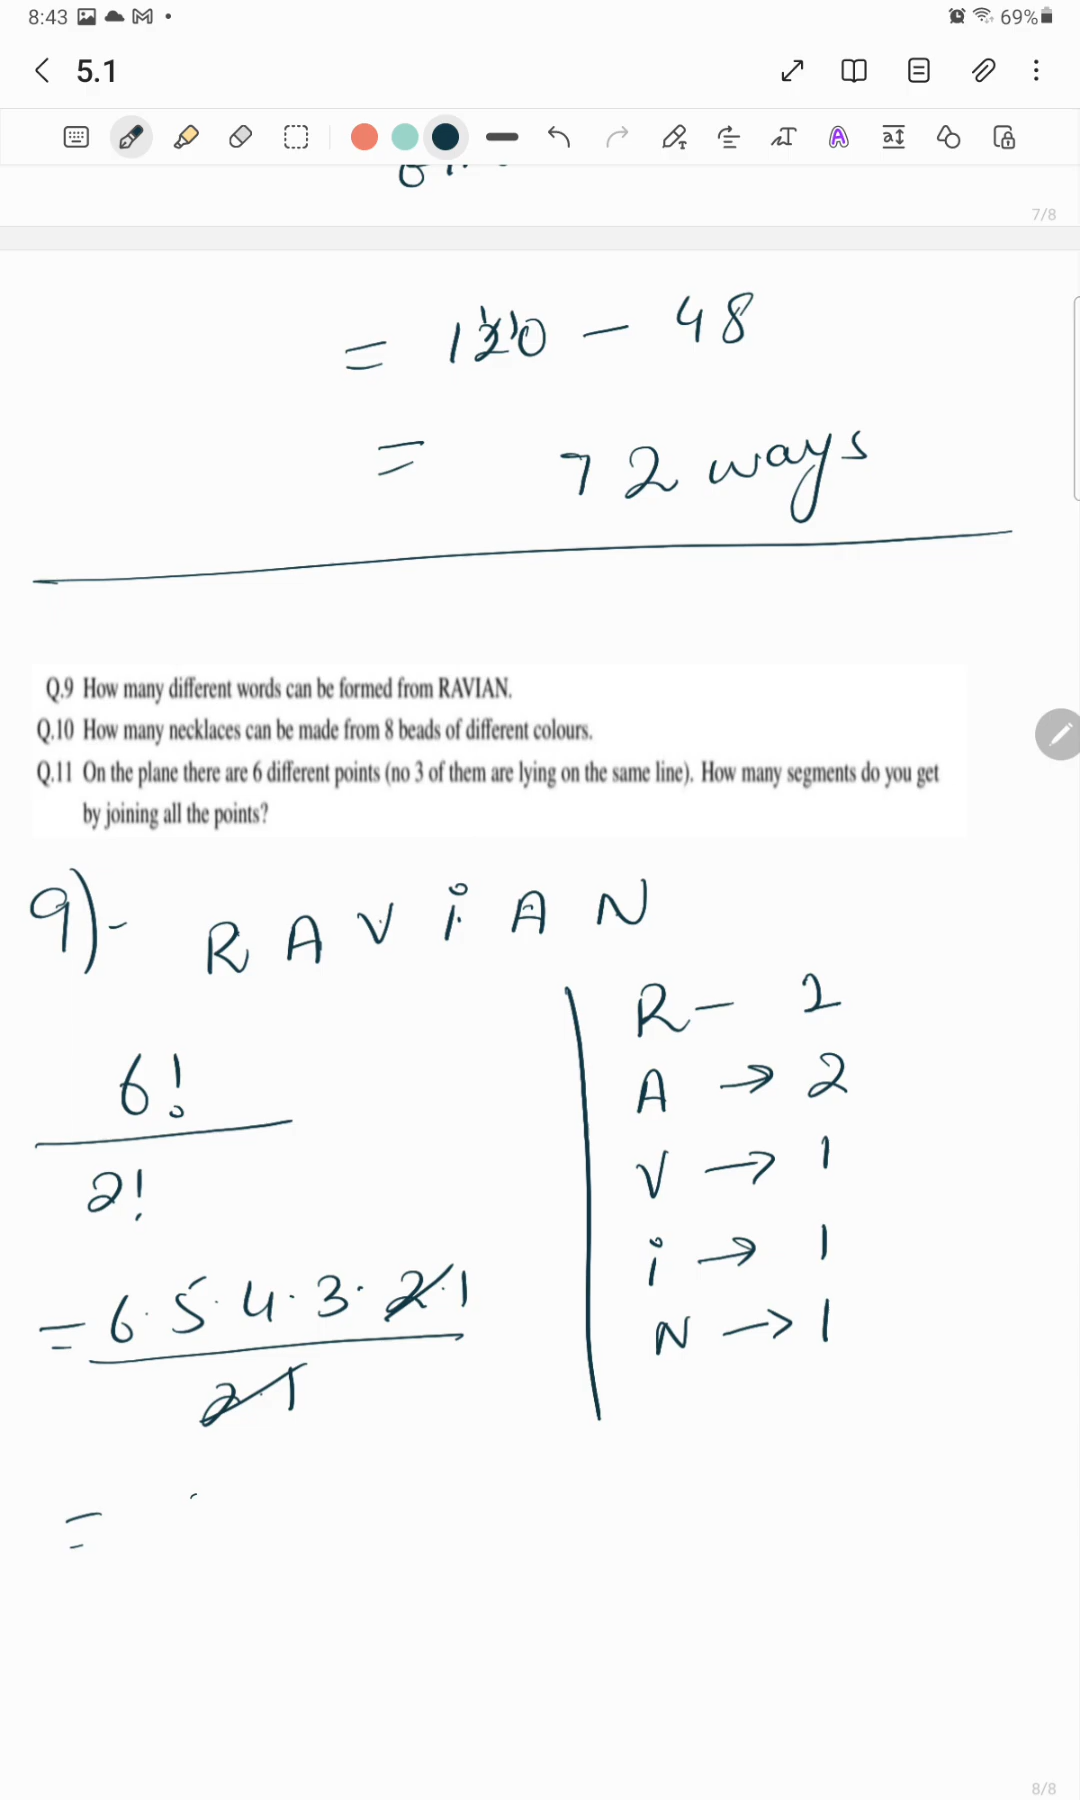 8:43 69%
5.1
7/8
= 120 - 48
= 72 ways
Q.9 How many different words can be formed from RAVIAN.
Q.10 How many necklaces can be made from 8 beads of different colours.
Q.11 On the plane there are 6 different points (no 3 of them are lying on the same line). How many segments do you get
by joining all the points?
9)- R A V i A N
R - 1
A → 2
V → 1
i → 1
N → 1
6!
2!
= 6.5.4.3.2.1
2.1
=
8/8